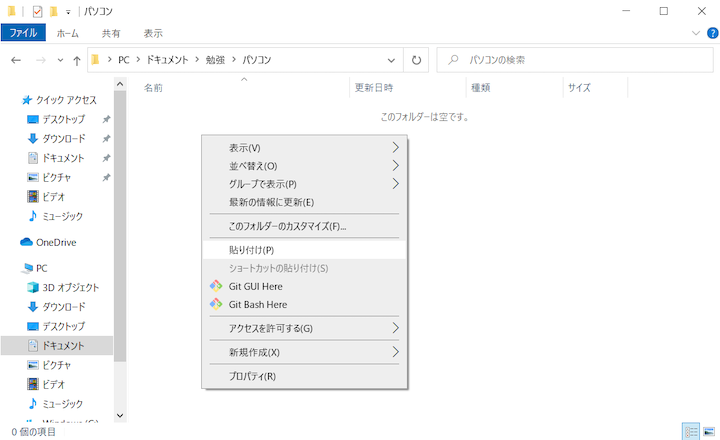 パソコン
ファイル ホーム 共有 表示
PC ドキュメント 勉強 パソコン
パソコンの検索
名前 更新日時 種類 サイズ
このフォルダーは空です。
クイック アクセス
デスクトップ
ダウンロード
ドキュメント
ピクチャ
ビデオ
ミュージック
OneDrive
PC
3D オブジェクト
ダウンロード
デスクトップ
ドキュメント
ピクチャ
ビデオ
ミュージック
Windows (C:)
表示(V)
並べ替え(O)
グループで表示(P)
最新の情報に更新(E)
このフォルダーのカスタマイズ(F)...
貼り付け(P)
ショートカットの貼り付け(S)
Git GUI Here
Git Bash Here
アクセスを許可する(G)
新規作成(X)
プロパティ(R)
0 個の項目